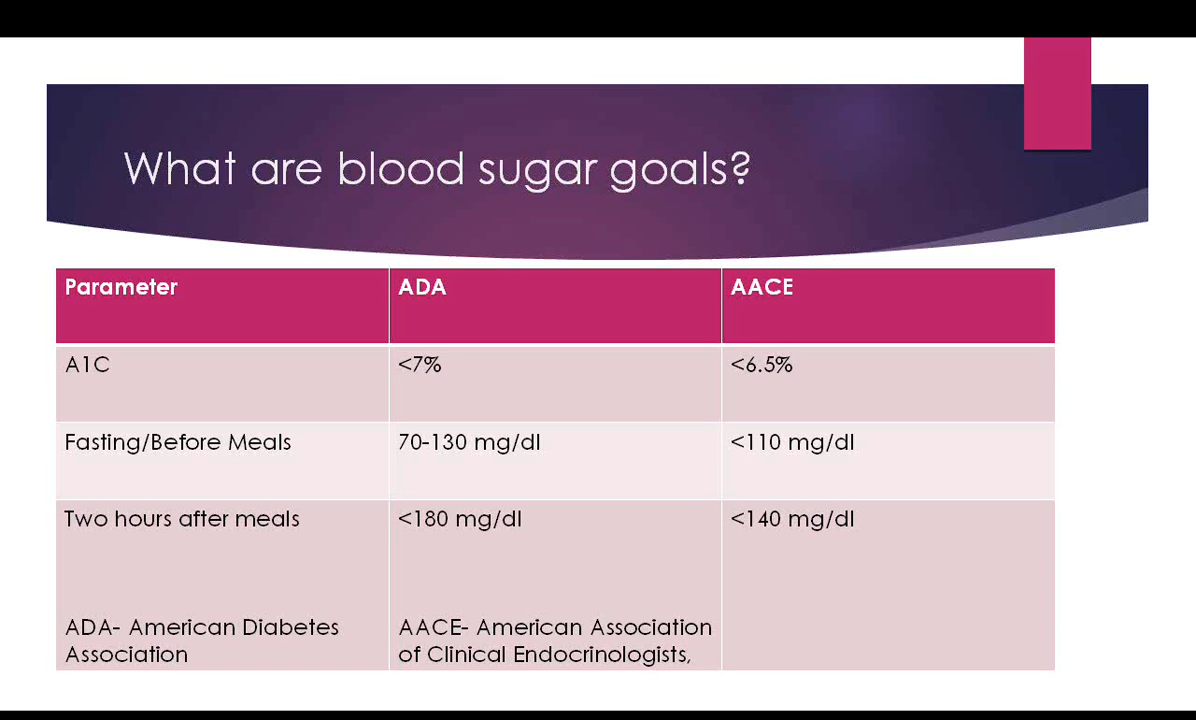 What are blood sugar goals?
Parameter ADA AACE
A1C <7% <6.5%
Fasting/Before Meals 70-130 mg/dl <110 mg/dl
Two hours after meals <180 mg/dl <140 mg/dl
ADA- American Diabetes
Association
AACE- American Association
of Clinical Endocrinologists,